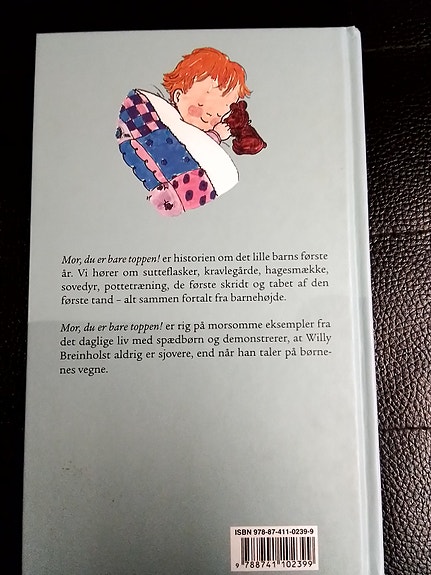 Mor, du er bare toppen! er historien om det lille barns første
år. Vi hører om sutteflasker, kravlegårde, hagesmække,
sovedyr, pottetræning, de første skridt og tabet af den
første tand – alt sammen fortalt fra barnehøjde.
Mor, du er bare toppen! er rig på morsomme eksempler fra
det daglige liv med spædbørn og demonstrerer, at Willy
Breinholst aldrig er sjovere, end når han taler på børne-
nes vegne.
ISBN 978-87-411-0239-9
9 788741 102399